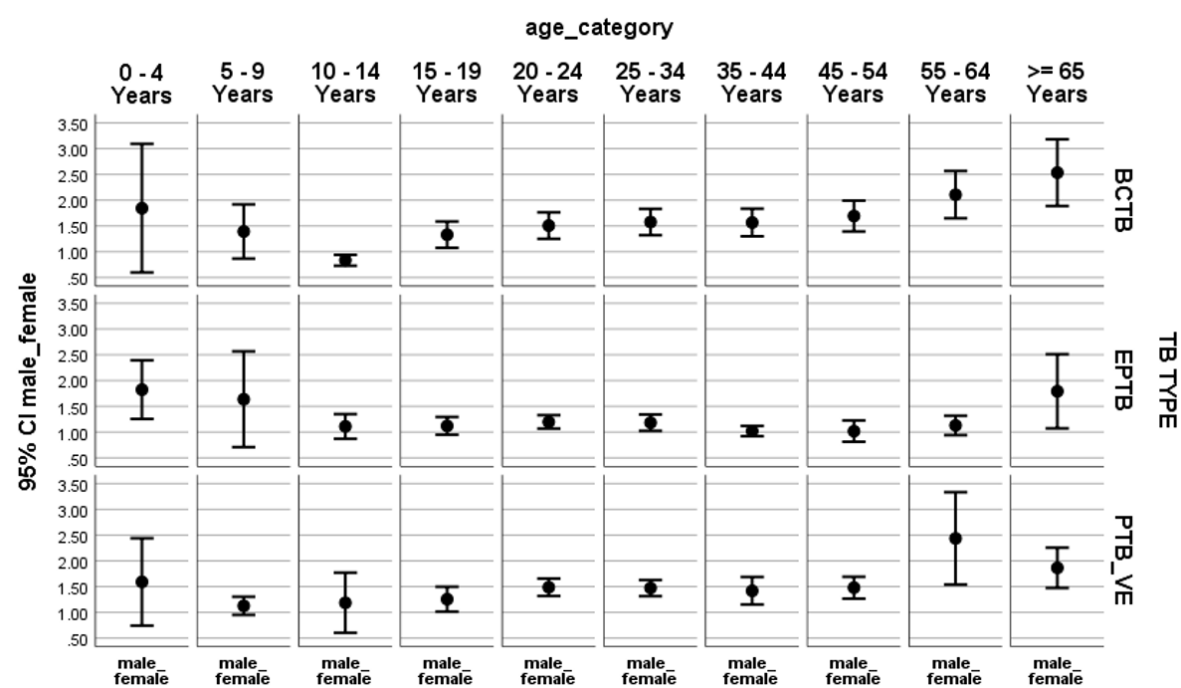 age_category
0 - 4 Years
5 - 9 Years
10 - 14 Years
15 - 19 Years
20 - 24 Years
25 - 34 Years
35 - 44 Years
45 - 54 Years
55 - 64 Years
>= 65 Years
95% CI male_female
3.50
3.00
2.50
2.00
1.50
1.00
.50
BCTB
3.50
3.00
2.50
2.00
1.50
1.00
.50
EPTB
3.50
3.00
2.50
2.00
1.50
1.00
.50
PTB_VE
TB TYPE
male_ female
male_ female
male_ female
male_ female
male_ female
male_ female
male_ female
male_ female
male_ female
male_ female